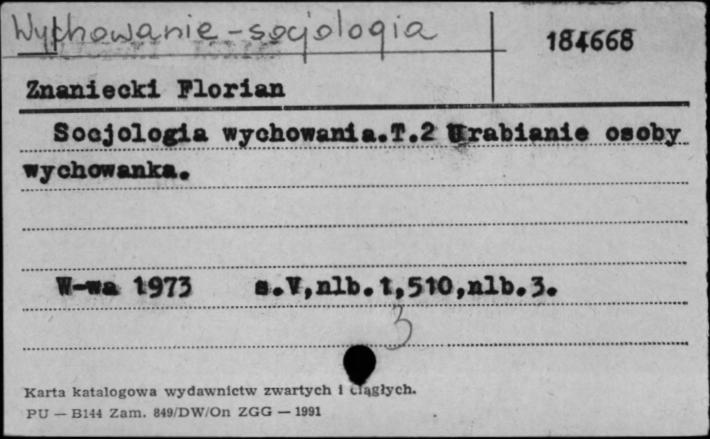 Wychowanie - socjologia
184668
Znaniecki Florian
Socjologia wychowania.T.2 Urabianie osoby
wychowanka.
W-wa 1973 s.V,nlb.1,510,nlb.3.
3
Karta katalogowa wydawnictw zwartych i ciągłych.
PU — B144 Zam. 849/DW/On ZGG — 1991